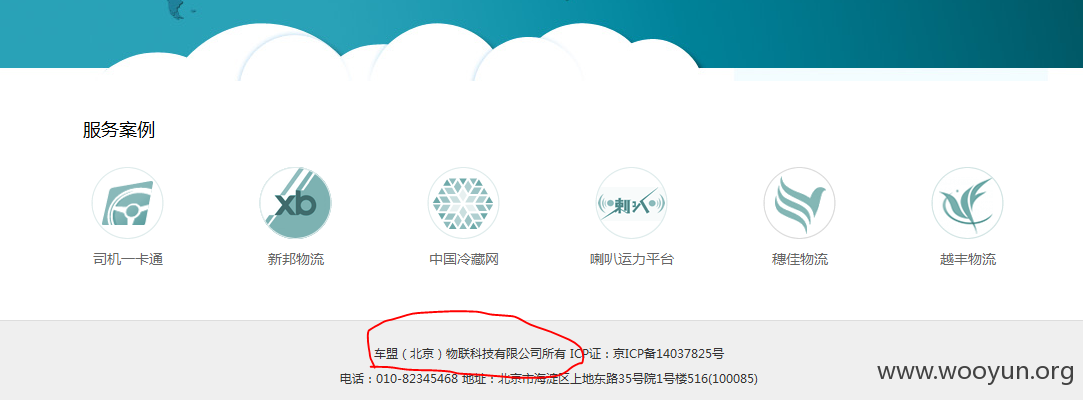 服务案例
xb
喇叭
司机一卡通 新邦物流 中国冷藏网 喇叭运力平台 穗佳物流 越丰物流
车盟（北京）物联科技有限公司所有 ICP证：京ICP备14037825号
电话：010-82345468 地址：北京市海淀区上地东路35号院1号楼516(100085)
www.wooyun.org